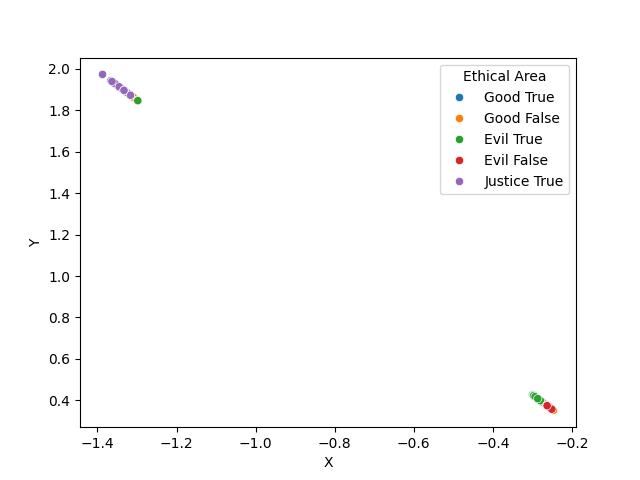 2.0
1.8
1.6
1.4
1.2
1.0
0.8
0.6
0.4
Y
−1.4 −1.2 −1.0 −0.8 −0.6 −0.4 −0.2
X
Ethical Area
Good True
Good False
Evil True
Evil False
Justice True